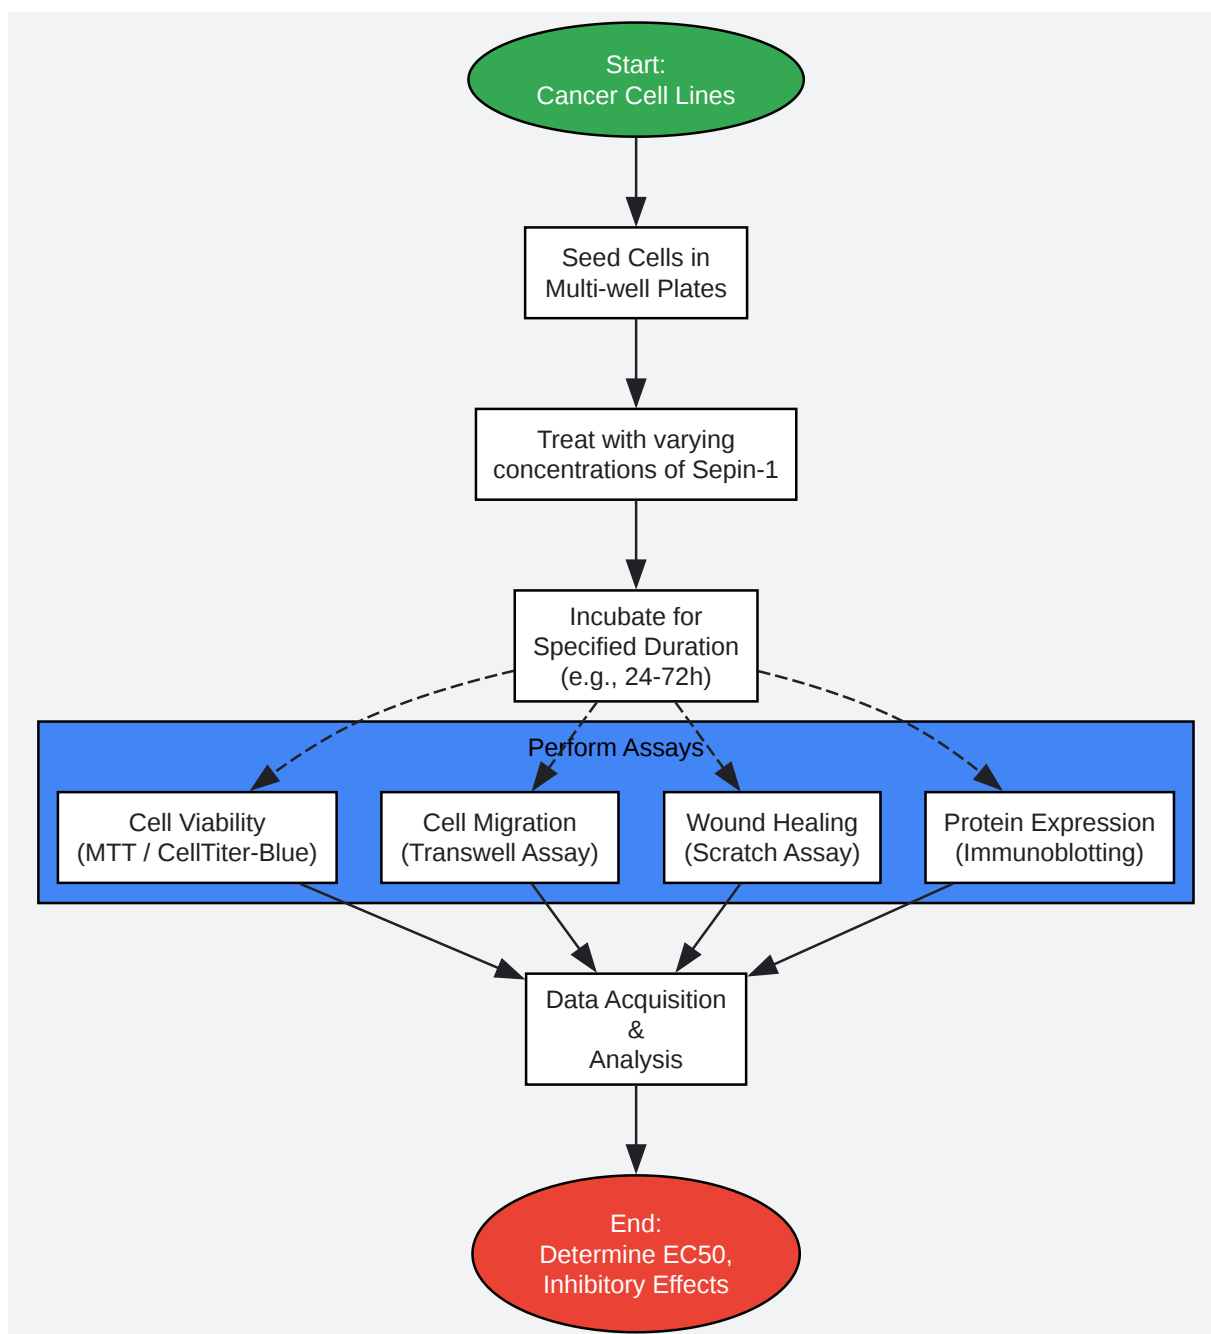 Start:
Cancer Cell Lines
Seed Cells in
Multi-well Plates
Treat with varying
concentrations of Sepin-1
Incubate for
Specified Duration
(e.g., 24-72h)
Perform Assays
Cell Viability
(MTT / CellTiter-Blue)
Cell Migration
(Transwell Assay)
Wound Healing
(Scratch Assay)
Protein Expression
(Immunoblotting)
Data Acquisition
&
Analysis
End:
Determine EC50,
Inhibitory Effects